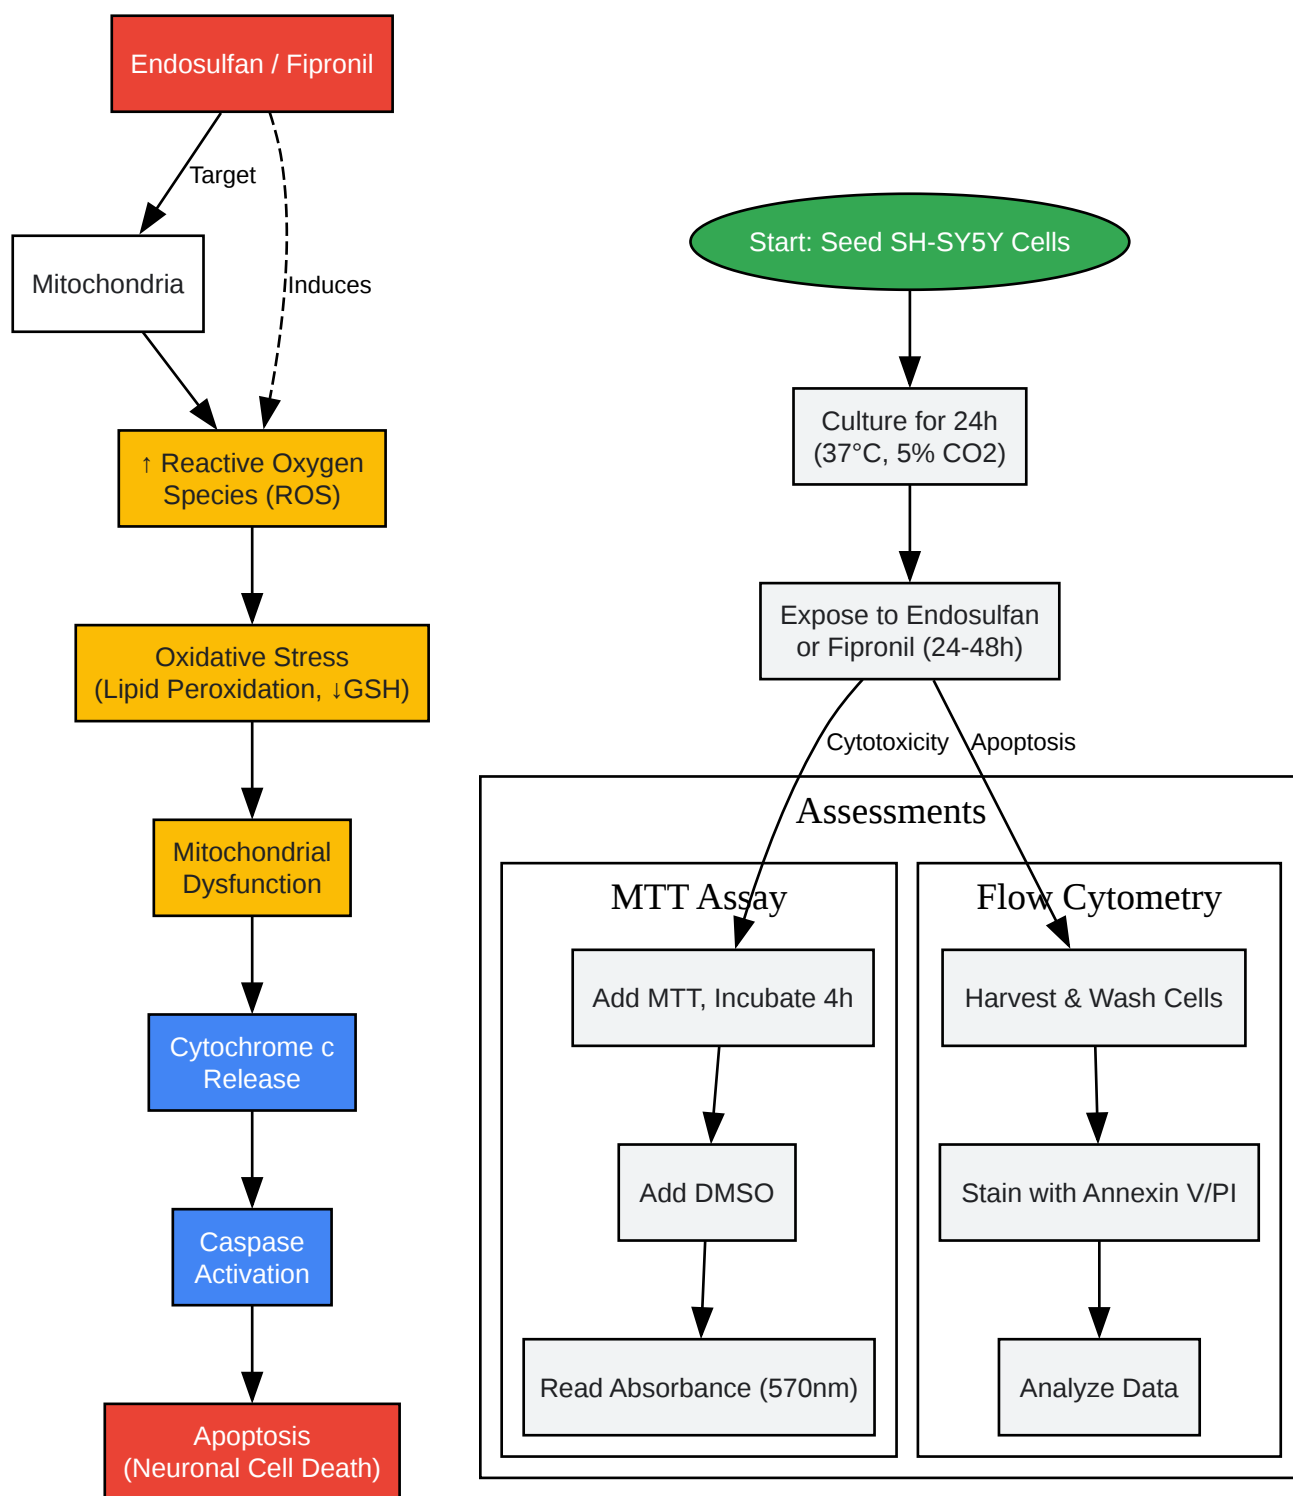 Endosulfan / Fipronil
Target
Mitochondria
Induces
↑ Reactive Oxygen
Species (ROS)
Oxidative Stress
(Lipid Peroxidation, ↓GSH)
Mitochondrial
Dysfunction
Cytochrome c
Release
Caspase
Activation
Apoptosis
(Neuronal Cell Death)
Start: Seed SH-SY5Y Cells
Culture for 24h
(37°C, 5% CO2)
Expose to Endosulfan
or Fipronil (24-48h)
Cytotoxicity
Apoptosis
Assessments
MTT Assay
Add MTT, Incubate 4h
Add DMSO
Read Absorbance (570nm)
Flow Cytometry
Harvest & Wash Cells
Stain with Annexin V/PI
Analyze Data